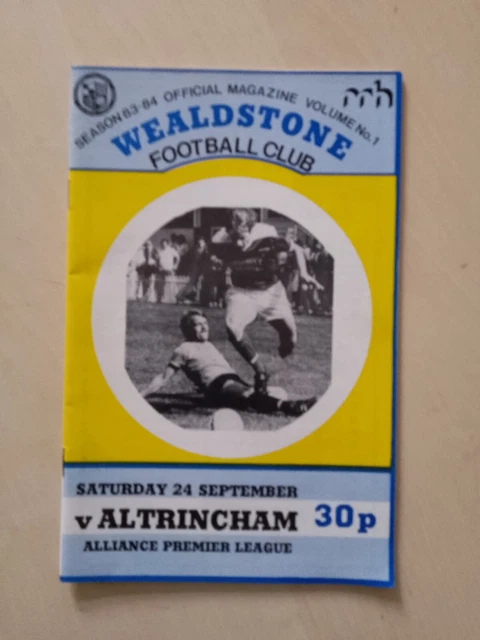 SEASON 83-84 OFFICIAL MAGAZINE VOLUME No.1
WEALDSTONE
FOOTBALL CLUB
SATURDAY 24 SEPTEMBER
v ALTRINCHAM 30p
ALLIANCE PREMIER LEAGUE